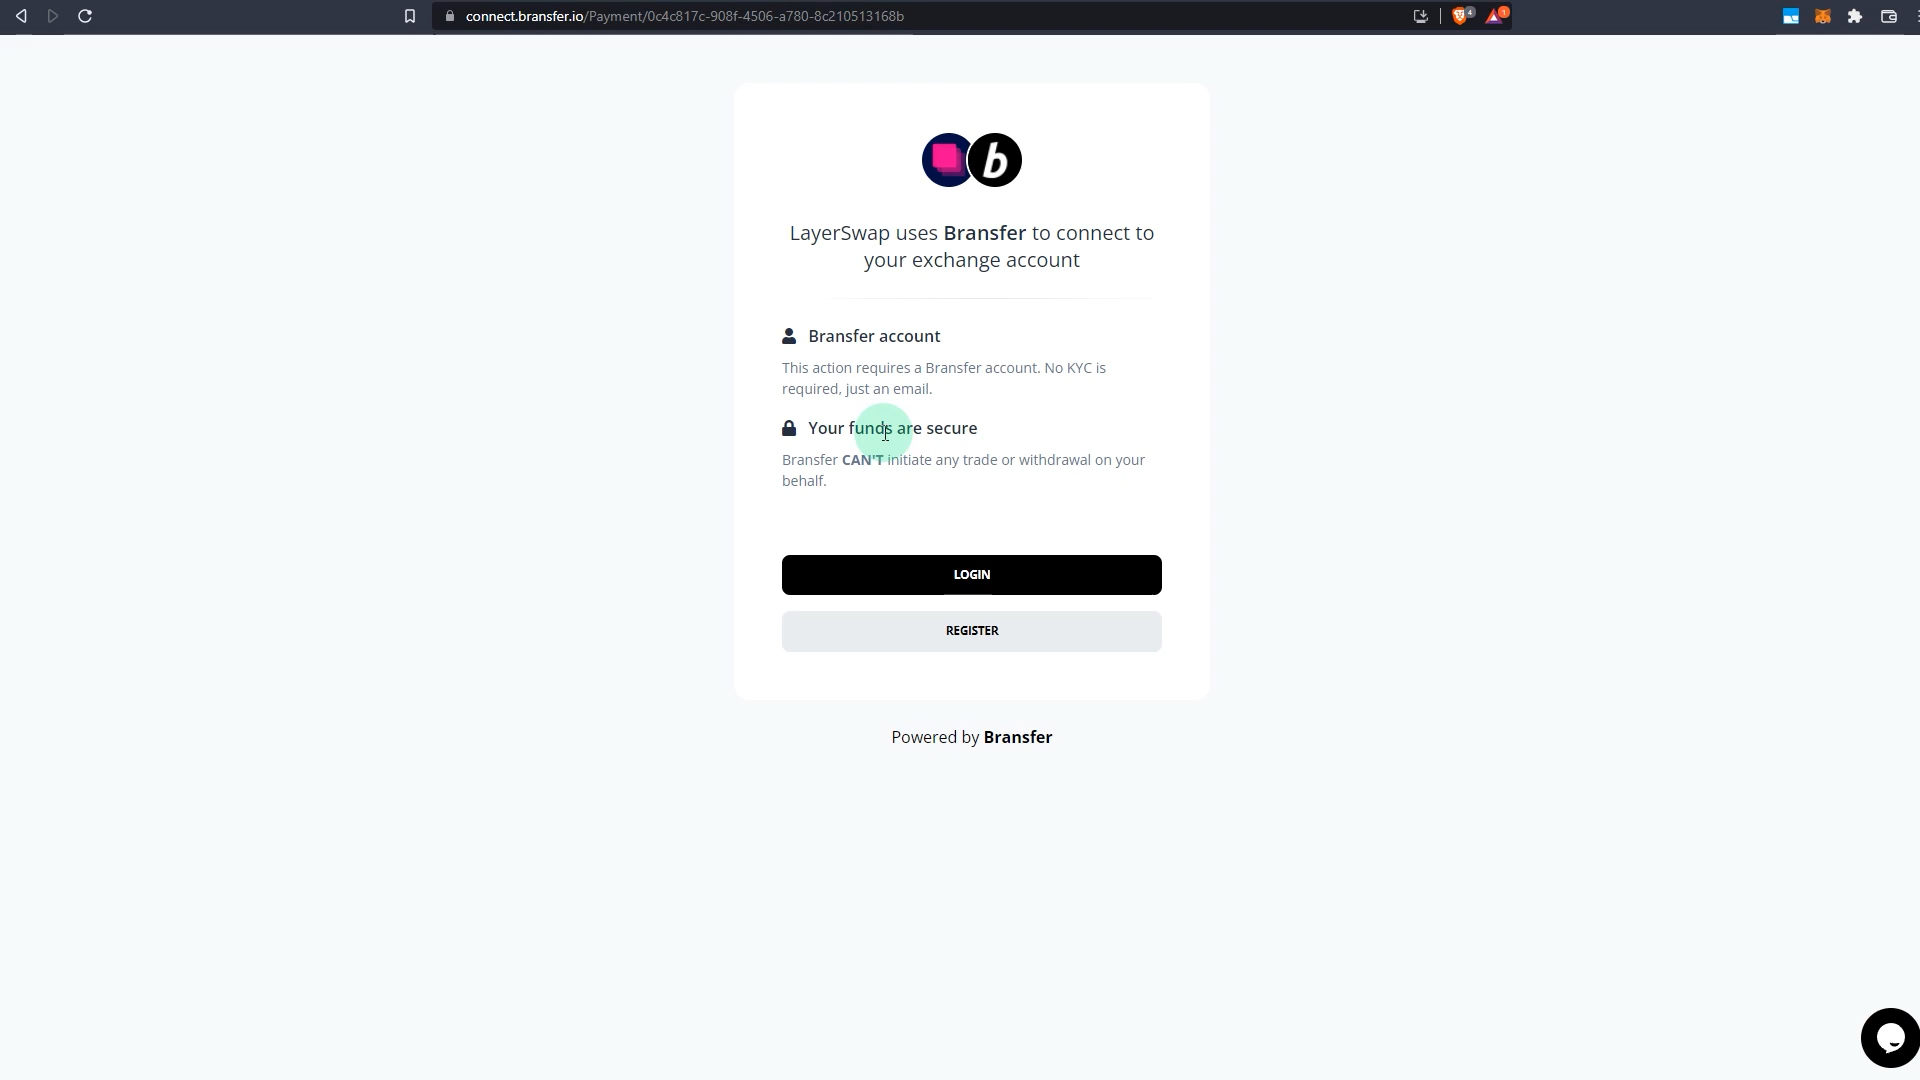 connect.bransfer.io/Payment/0c4c817c-908f-4506-a780-8c210513168b
4
1
b
LayerSwap uses Bransfer to connect to
your exchange account
Bransfer account
This action requires a Bransfer account. No KYC is
required, just an email.
Your funds are secure
Bransfer CAN'T initiate any trade or withdrawal on your
behalf.
LOGIN
REGISTER
Powered by Bransfer